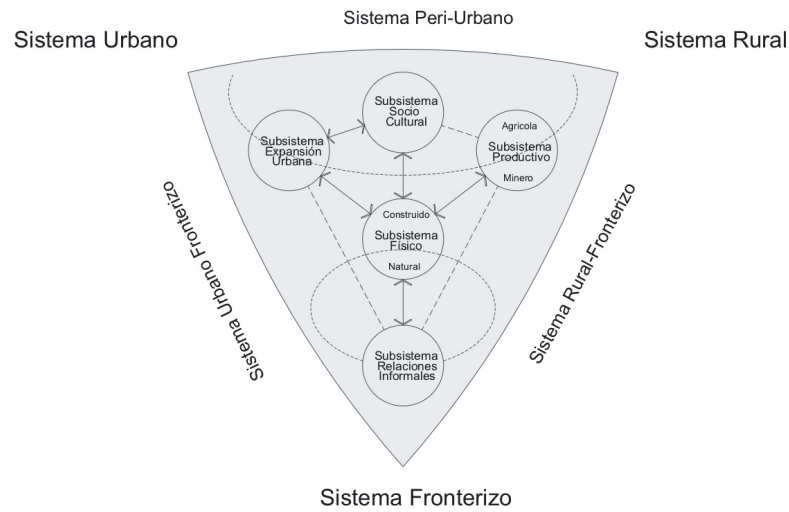 Sistema Peri-Urbano
Sistema Urbano
Sistema Rural
Subsistema
Socio
Cultural
Subsistema
Expansión
Urbana
Agricola
Subsistema
Productivo
Minero
Construido
Subsistema
Físico
Natural
Sistema Urbano Fronterizo
Sistema Rural-Fronterizo
Subsistema
Relaciones
Informales
Sistema Fronterizo